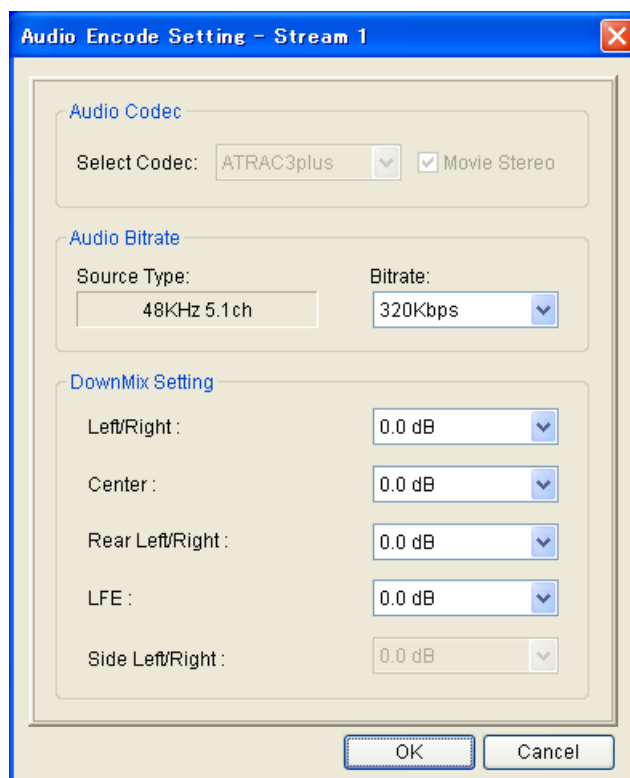 Audio Encode Setting - Stream 1
Audio Codec
Select Codec: ATRAC3plus Movie Stereo
Audio Bitrate
Source Type: Bitrate:
48KHz 5.1ch 320Kbps
DownMix Setting
Left/Right : 0.0 dB
Center : 0.0 dB
Rear Left/Right : 0.0 dB
LFE : 0.0 dB
Side Left/Right : 0.0 dB
OK Cancel